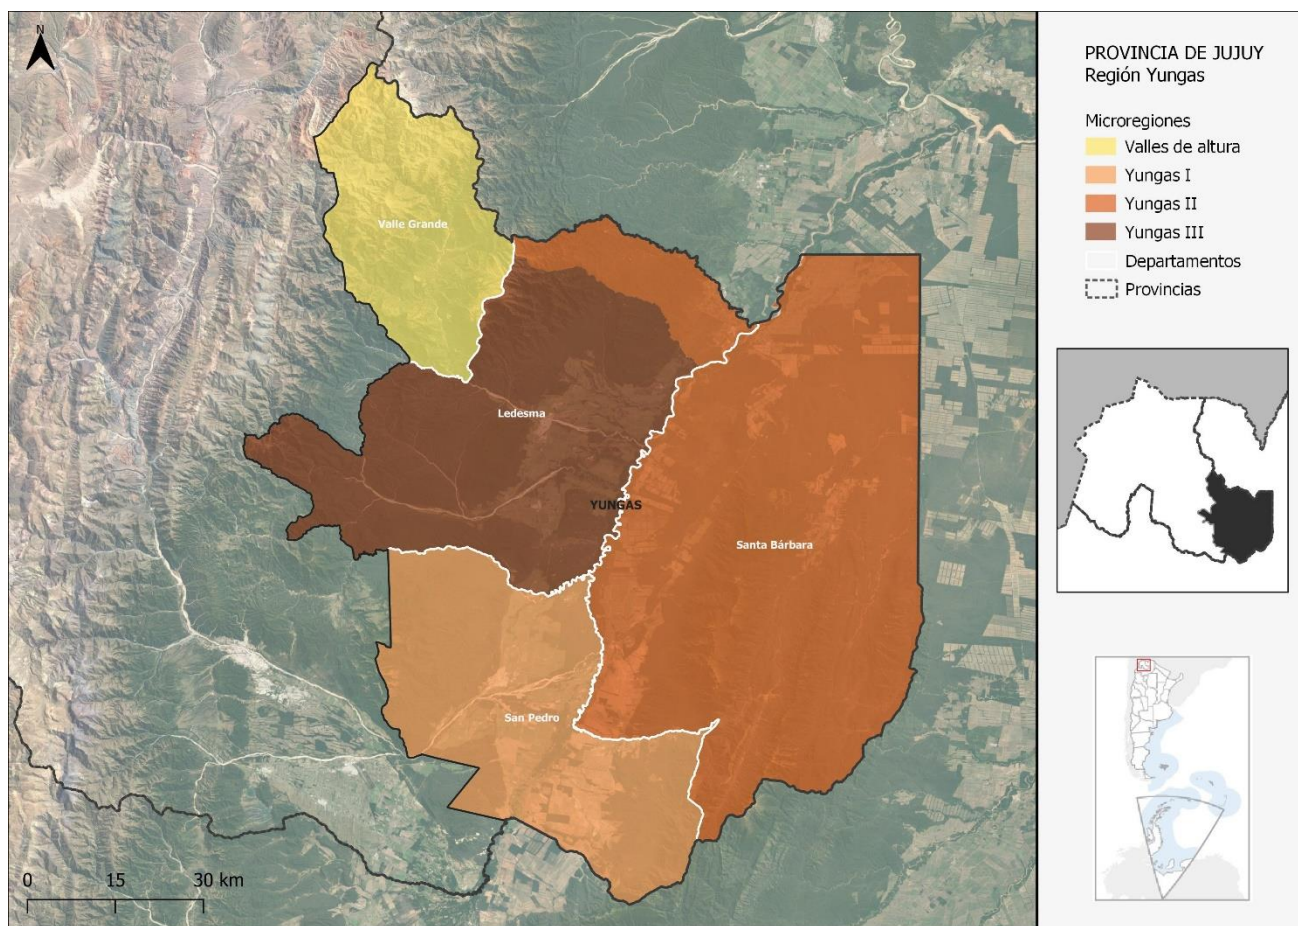 N
Valle Grande
Ledesma
YUNGAS
Santa Bárbara
San Pedro
0 15 30 km
PROVINCIA DE JUJUY
Región Yungas
Microregiones
Valles de altura
Yungas I
Yungas II
Yungas III
Departamentos
Provincias